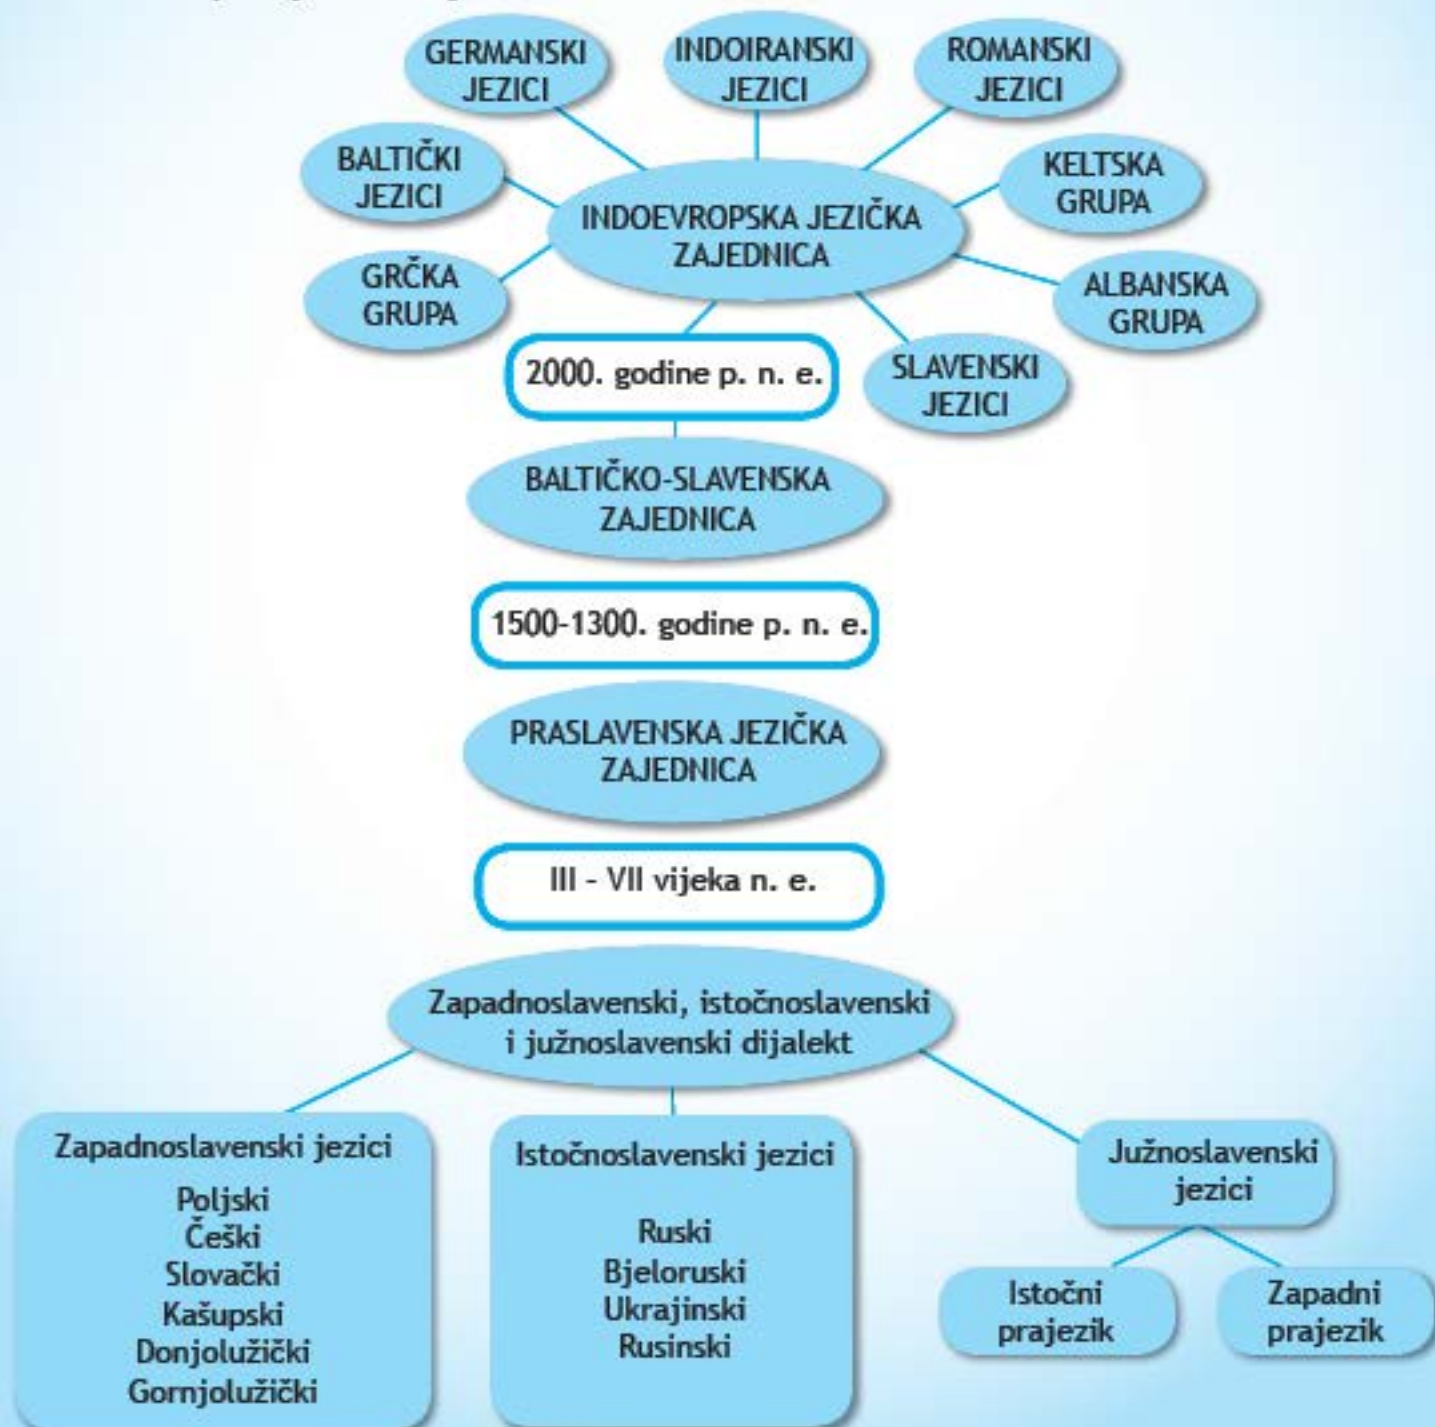 GERMANSKI
JEZICI
INDOIRANSKI
JEZICI
ROMANSKI
JEZICI
BALTIČKI
JEZICI
KELTSKA
GRUPA
INDOEVROPSKA JEZIČKA
ZAJEDNICA
GRČKA
GRUPA
ALBANSKA
GRUPA
2000. godine p. n. e.
SLAVENSKI
JEZICI
BALTIČKO-SLAVENSKA
ZAJEDNICA
1500-1300. godine p. n. e.
PRASLAVENSKA JEZIČKA
ZAJEDNICA
III - VII vijeka n. e.
Zapadnoslavenski, istočnoslavenski
i južnoslavenski dijalekt
Zapadnoslavenski jezici
Poljski
Češki
Slovački
Kašupski
Donjolužički
Gornjolužički
Istočnoslavenski jezici
Ruski
Bjeloruski
Ukrajinski
Rusinski
Južnoslavenski
jezici
Istočni
prajezik
Zapadni
prajezik